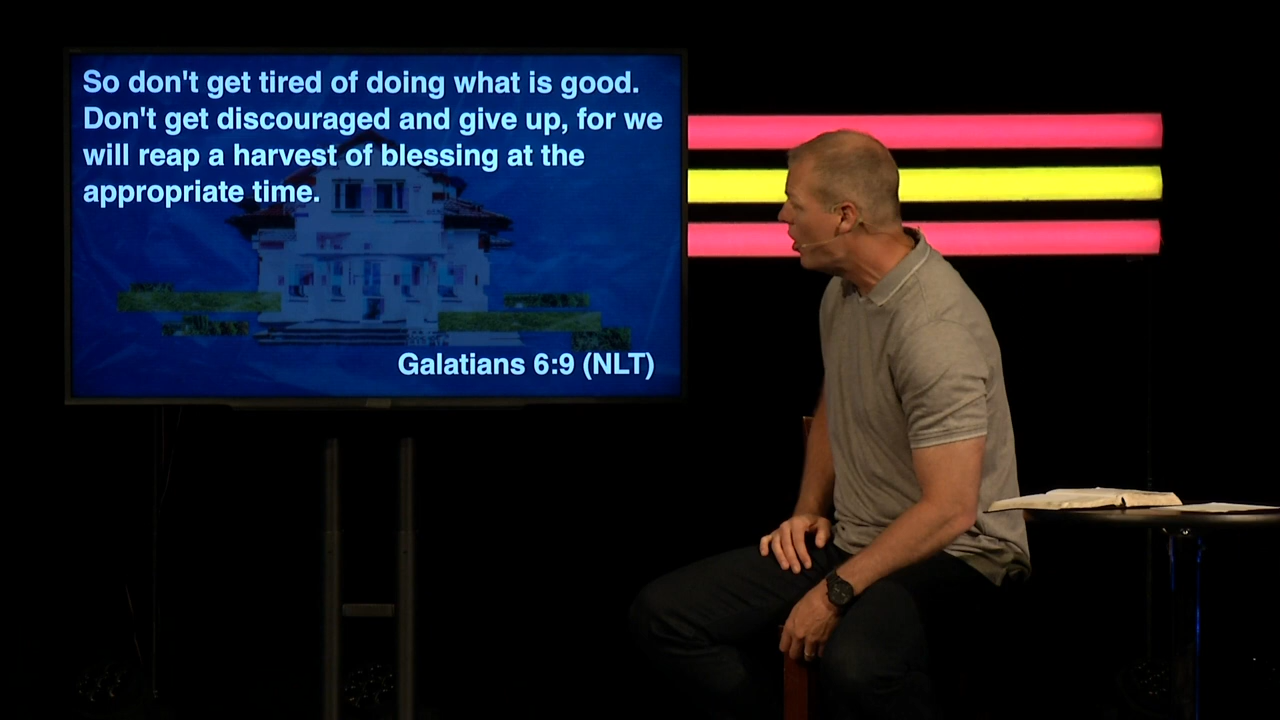 So don't get tired of doing what is good.
Don't get discouraged and give up, for we
will reap a harvest of blessing at the
appropriate time.
Galatians 6:9 (NLT)